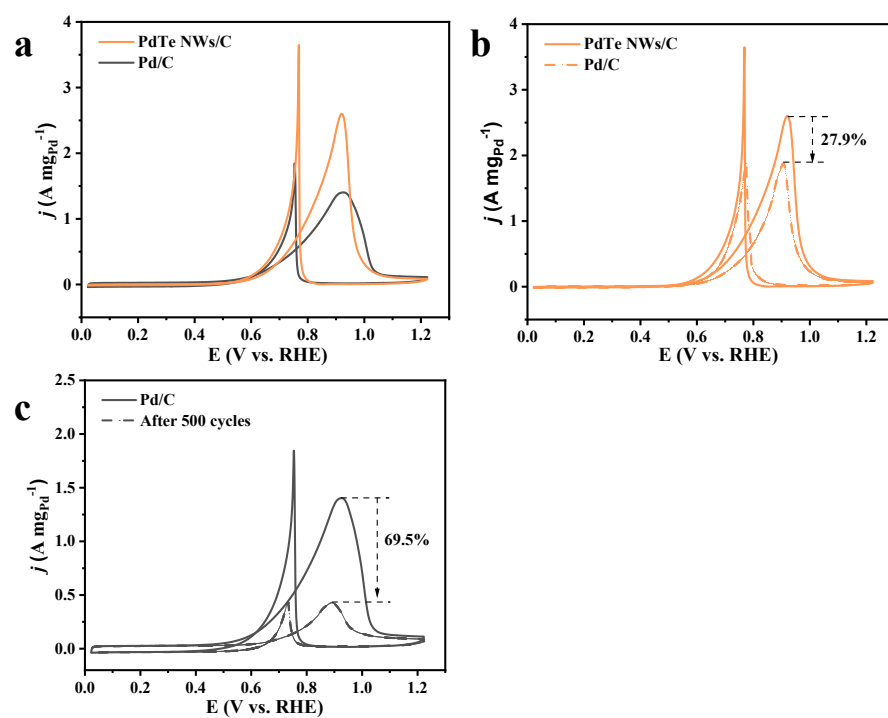 a
PdTe NWs/C
Pd/C
j (A mgPd⁻¹)
4
3
2
1
0
0.0 0.2 0.4 0.6 0.8 1.0 1.2
E (V vs. RHE)
b
PdTe NWs/C
Pd/C
27.9%
j (A mgPd⁻¹)
4
3
2
1
0
0.0 0.2 0.4 0.6 0.8 1.0 1.2
E (V vs. RHE)
c
Pd/C
After 500 cycles
69.5%
j (A mgPd⁻¹)
2.5
2.0
1.5
1.0
0.5
0.0
0.0 0.2 0.4 0.6 0.8 1.0 1.2
E (V vs. RHE)